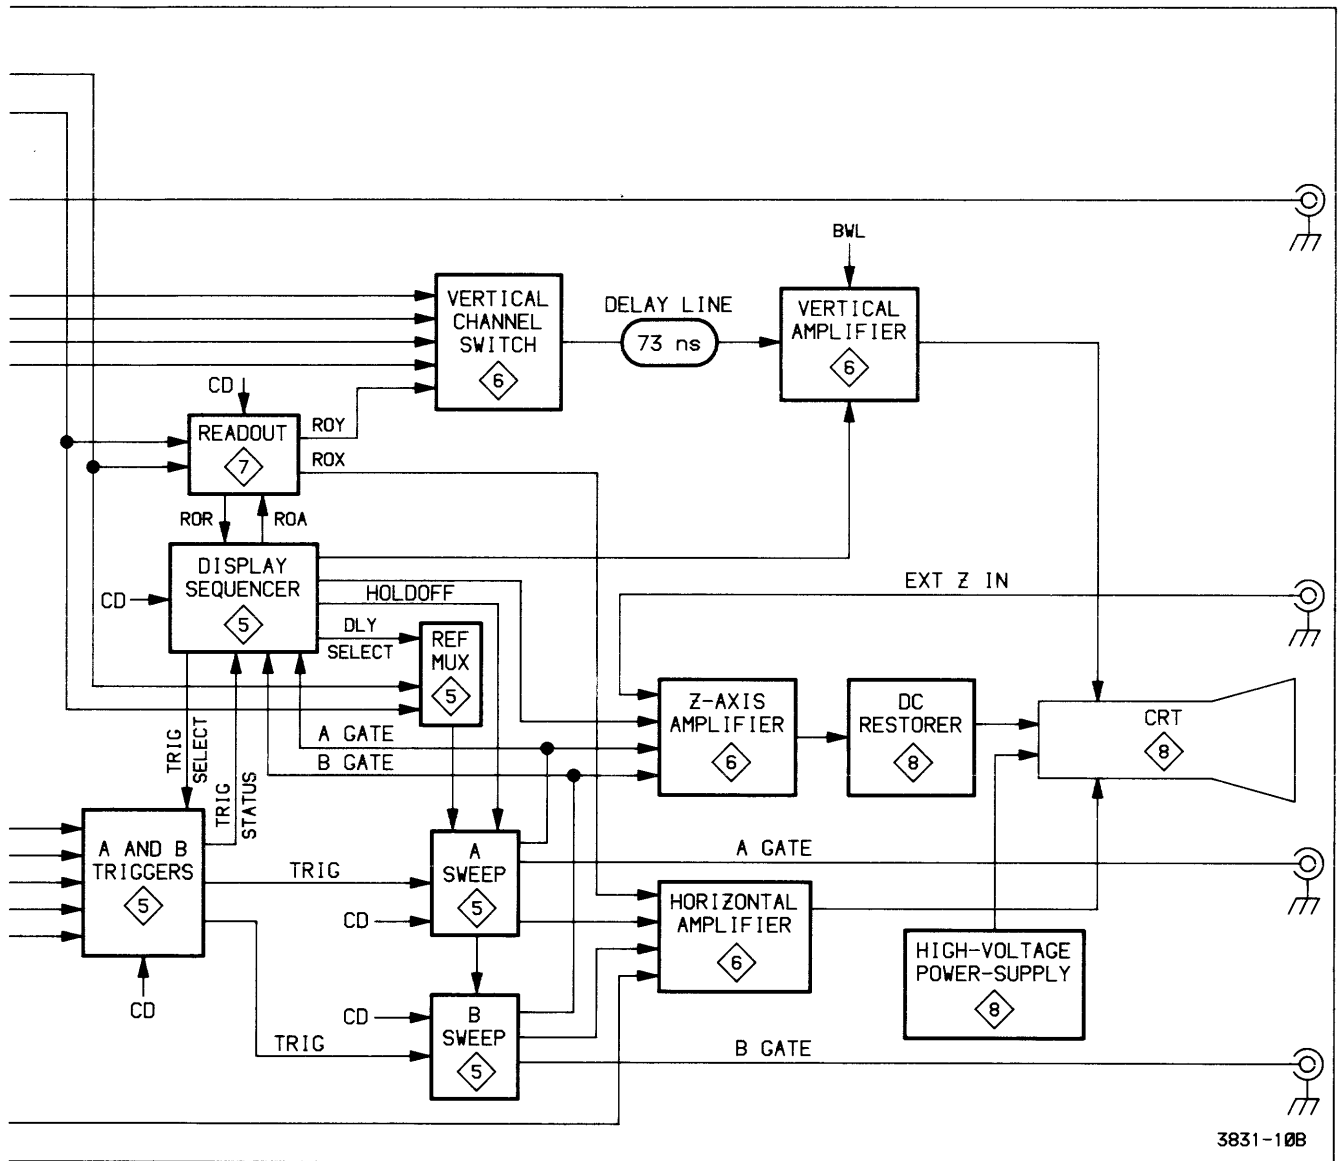 BWL
VERTICAL
CHANNEL
SWITCH
6
DELAY LINE
73 ns
VERTICAL
AMPLIFIER
6
CD
READOUT
7
ROY
ROX
ROR
ROA
DISPLAY
SEQUENCER
5
CD
HOLDOFF
DLY
SELECT
REF
MUX
5
EXT Z IN
TRIG
SELECT
TRIG
STATUS
A GATE
B GATE
Z-AXIS
AMPLIFIER
6
DC
RESTORER
8
CRT
8
A AND B
TRIGGERS
5
CD
TRIG
A
SWEEP
5
CD
A GATE
HORIZONTAL
AMPLIFIER
6
HIGH-VOLTAGE
POWER-SUPPLY
8
TRIG
CD
B
SWEEP
5
B GATE
3831-10B